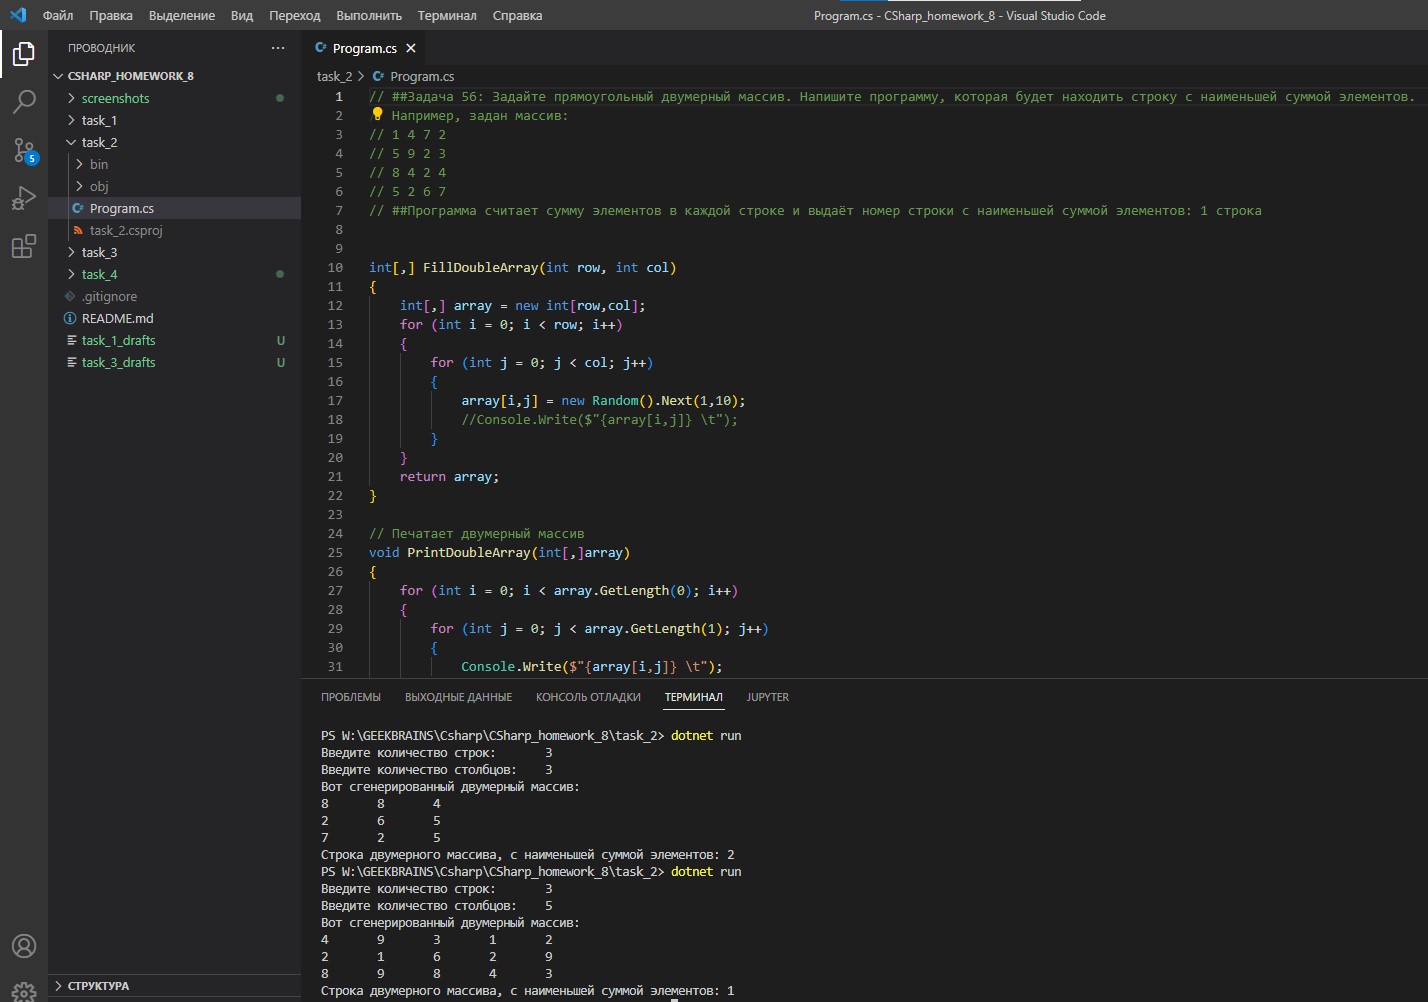 Файл Правка Выделение Вид Переход Выполнить Терминал Справка
Program.cs - CSharp_homework_8 - Visual Studio Code
ПРОВОДНИК
CSHARP_HOMEWORK_8
screenshots
task_1
task_2
bin
obj
Program.cs
task_2.csproj
task_3
task_4
.gitignore
README.md
task_1_drafts U
task_3_drafts U
5
СТРУКТУРА
Program.cs
task_2 > Program.cs
1 // ##Задача 56: Задайте прямоугольный двумерный массив. Напишите программу, которая будет находить строку с наименьшей суммой элементов.
2 Например, задан массив:
3 // 1 4 7 2
4 // 5 9 2 3
5 // 8 4 2 4
6 // 5 2 6 7
7 // ##Программа считает сумму элементов в каждой строке и выдаёт номер строки с наименьшей суммой элементов: 1 строка
8
9
10 int[,] FillDoubleArray(int row, int col)
11 {
12     int[,] array = new int[row,col];
13     for (int i = 0; i < row; i++)
14     {
15         for (int j = 0; j < col; j++)
16         {
17             array[i,j] = new Random().Next(1,10);
18             //Console.Write($"{array[i,j]} \t");
19         }
20     }
21     return array;
22 }
23
24 // Печатает двумерный массив
25 void PrintDoubleArray(int[,]array)
26 {
27     for (int i = 0; i < array.GetLength(0); i++)
28     {
29         for (int j = 0; j < array.GetLength(1); j++)
30         {
31             Console.Write($"{array[i,j]} \t");
ПРОБЛЕМЫ ВЫХОДНЫЕ ДАННЫЕ КОНСОЛЬ ОТЛАДКИ ТЕРМИНАЛ JUPYTER
PS W:\GEEKBRAINS\Csharp\CSharp_homework_8\task_2> dotnet run
Введите количество строк: 3
Введите количество столбцов: 3
Вот сгенерированный двумерный массив:
8 8 4
2 6 5
7 2 5
Строка двумерного массива, с наименьшей суммой элементов: 2
PS W:\GEEKBRAINS\Csharp\CSharp_homework_8\task_2> dotnet run
Введите количество строк: 3
Введите количество столбцов: 5
Вот сгенерированный двумерный массив:
4 9 3 1 2
2 1 6 2 9
8 9 8 4 3
Строка двумерного массива, с наименьшей суммой элементов: 1